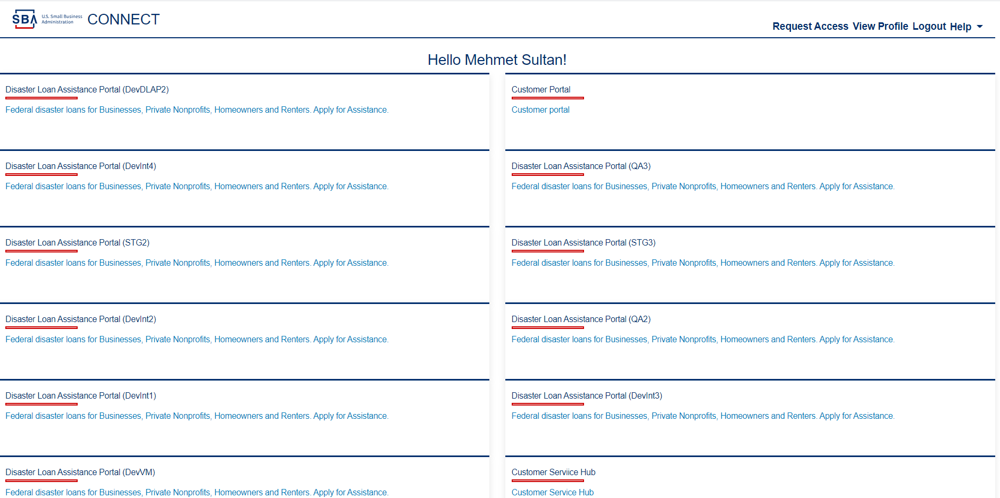 SBA U.S. Small Business
Administration
CONNECT
Request Access View Profile Logout Help
Hello Mehmet Sultan!
Disaster Loan Assistance Portal (DevDLAP2)
Federal disaster loans for Businesses, Private Nonprofits, Homeowners and Renters. Apply for Assistance.
Customer Portal
Customer portal
Disaster Loan Assistance Portal (DevInt4)
Federal disaster loans for Businesses, Private Nonprofits, Homeowners and Renters. Apply for Assistance.
Disaster Loan Assistance Portal (QA3)
Federal disaster loans for Businesses, Private Nonprofits, Homeowners and Renters. Apply for Assistance.
Disaster Loan Assistance Portal (STG2)
Federal disaster loans for Businesses, Private Nonprofits, Homeowners and Renters. Apply for Assistance.
Disaster Loan Assistance Portal (STG3)
Federal disaster loans for Businesses, Private Nonprofits, Homeowners and Renters. Apply for Assistance.
Disaster Loan Assistance Portal (DevInt2)
Federal disaster loans for Businesses, Private Nonprofits, Homeowners and Renters. Apply for Assistance.
Disaster Loan Assistance Portal (QA2)
Federal disaster loans for Businesses, Private Nonprofits, Homeowners and Renters. Apply for Assistance.
Disaster Loan Assistance Portal (DevInt1)
Federal disaster loans for Businesses, Private Nonprofits, Homeowners and Renters. Apply for Assistance.
Disaster Loan Assistance Portal (DevInt3)
Federal disaster loans for Businesses, Private Nonprofits, Homeowners and Renters. Apply for Assistance.
Disaster Loan Assistance Portal (DevVM)
Federal disaster loans for Businesses, Private Nonprofits, Homeowners and Renters. Apply for Assistance.
Customer Serviice Hub
Customer Service Hub